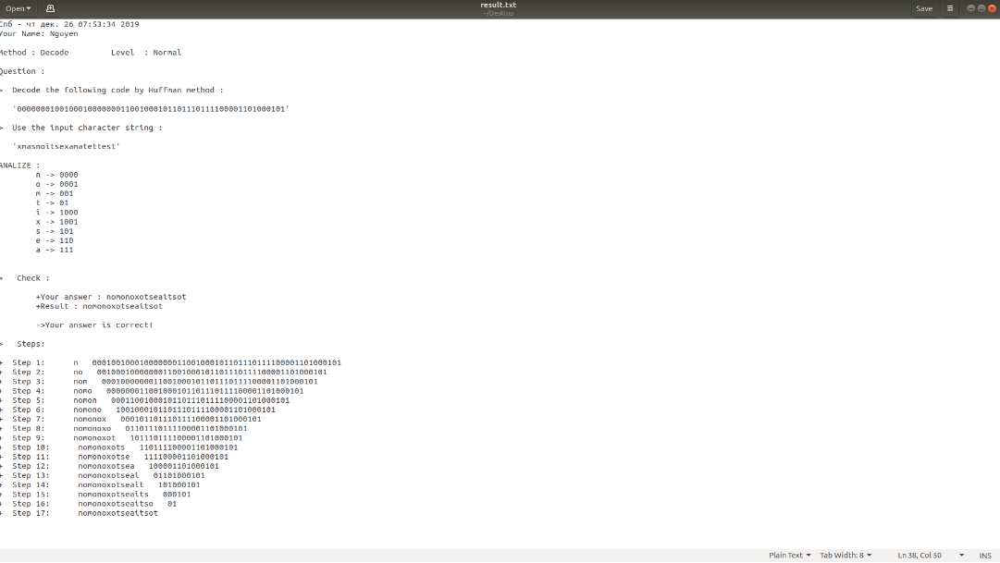 result.txt
~/Desktop
Open
Save
Спб - чт дек. 26 07:53:34 2019
Your Name: Nguyen
Method : Decode Level : Normal
Question :
> Decode the following code by Huffman method :
'000000010010001000000011001000101101110111100001101000101'
> Use the input character string :
'xmasnoitsexamatettest'
ANALIZE :
n -> 0000
o -> 0001
m -> 001
t -> 01
i -> 1000
x -> 1001
s -> 101
e -> 110
a -> 111
> Check :
+Your answer : nomonoxotseaitsot
+Result : nomonoxotseaitsot
->Your answer is correct!
> Steps:
+ Step 1: n 00010010001000000011001000101101110111100001101000101
+ Step 2: no 0010001000000011001000101101110111100001101000101
+ Step 3: nom 0001000000011001000101101110111100001101000101
+ Step 4: nomo 000000011001000101101110111100001101000101
+ Step 5: nomon 00011001000101101110111100001101000101
+ Step 6: nomono 1001000101101110111100001101000101
+ Step 7: nomonox 000101101110111100001101000101
+ Step 8: nomonoxo 01101110111100001101000101
+ Step 9: nomonoxot 101110111100001101000101
+ Step 10: nomonoxots 110111100001101000101
+ Step 11: nomonoxotse 111100001101000101
+ Step 12: nomonoxotsea 100001101000101
+ Step 13: nomonoxotseai 01101000101
+ Step 14: nomonoxotseait 101000101
+ Step 15: nomonoxotseaits 000101
+ Step 16: nomonoxotseaitso 01
+ Step 17: nomonoxotseaitsot
Plain Text Tab Width: 8 Ln 38, Col 50 INS